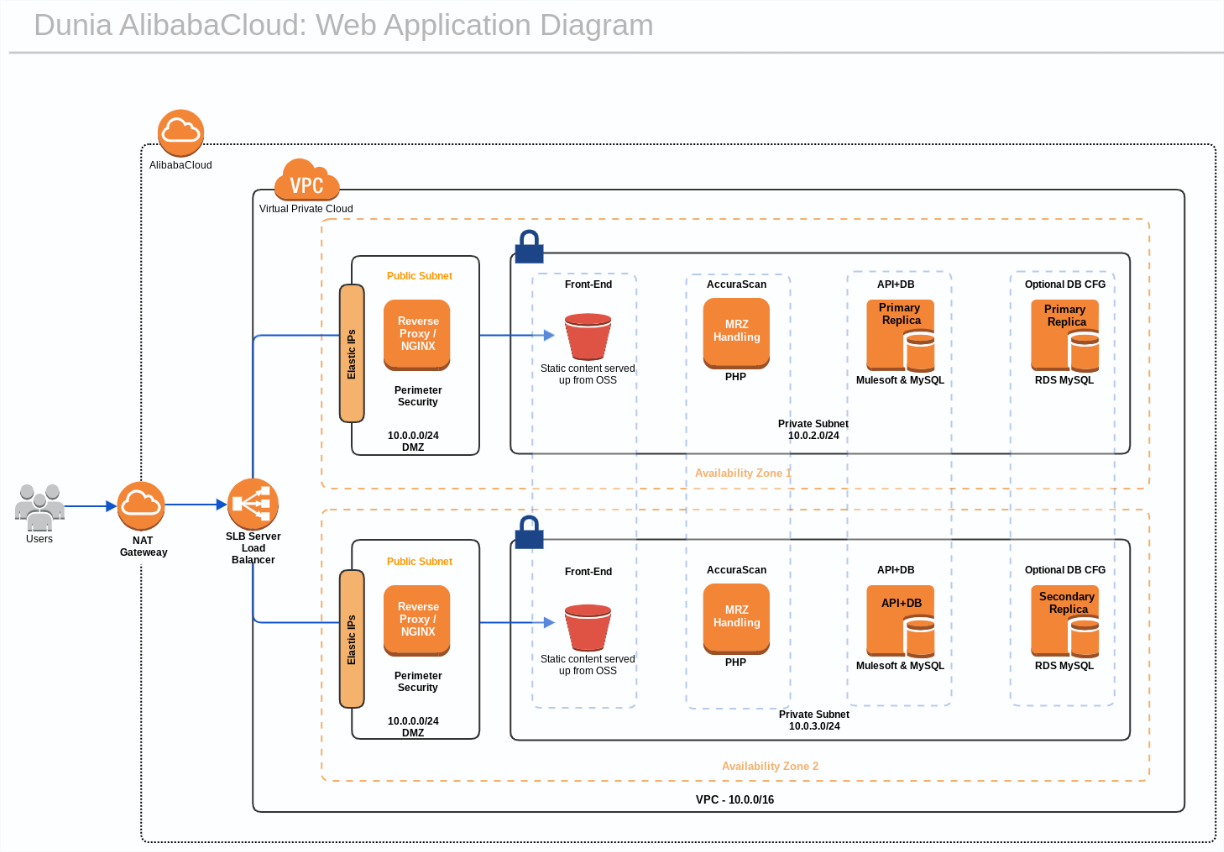 Dunia AlibabaCloud: Web Application Diagram
AlibabaCloud
VPC
Virtual Private Cloud
Public Subnet
Elastic IPs
Reverse
Proxy /
NGINX
Perimeter
Security
10.0.0.0/24
DMZ
Front-End
Static content served
up from OSS
AccuraScan
MRZ
Handling
PHP
API+DB
Primary
Replica
Mulesoft & MySQL
Optional DB CFG
Primary
Replica
RDS MySQL
Private Subnet
10.0.2.0/24
Availability Zone 1
Users
NAT
Gateweay
SLB Server
Load
Balancer
Public Subnet
Elastic IPs
Reverse
Proxy /
NGINX
Perimeter
Security
10.0.0.0/24
DMZ
Front-End
Static content served
up from OSS
AccuraScan
MRZ
Handling
PHP
API+DB
API+DB
Mulesoft & MySQL
Optional DB CFG
Secondary
Replica
RDS MySQL
Private Subnet
10.0.3.0/24
Availability Zone 2
VPC - 10.0.0/16